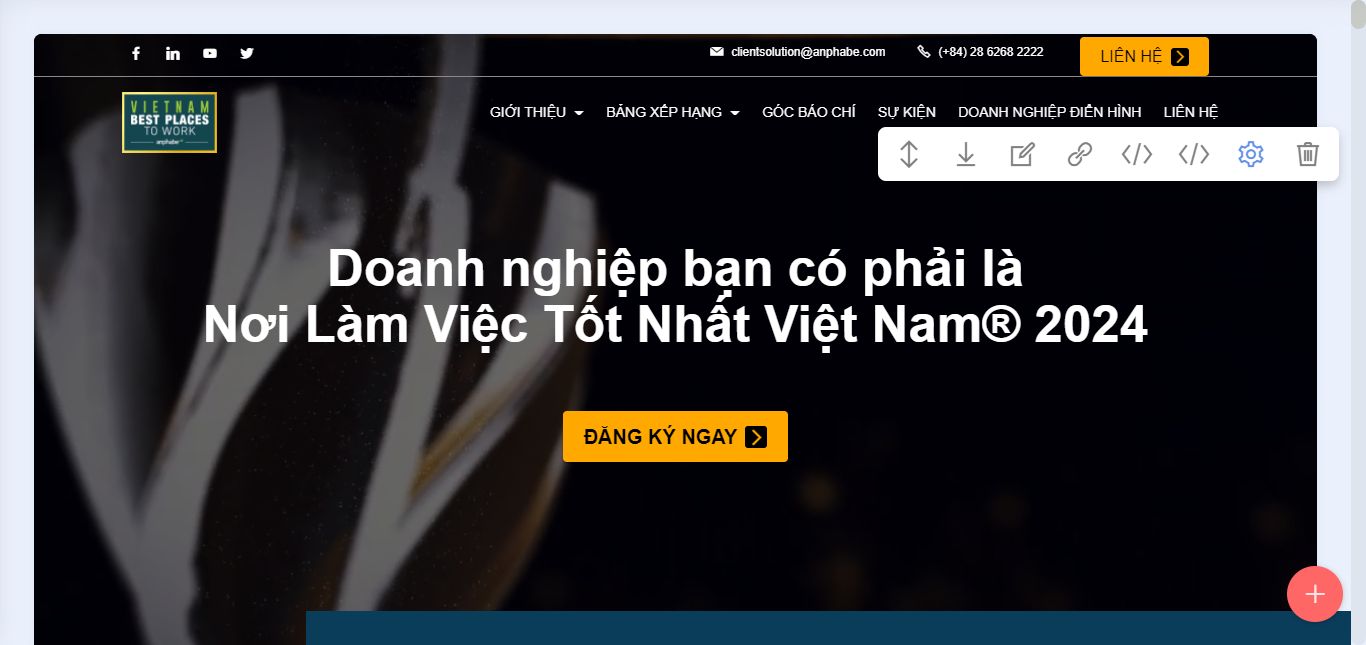 clientsolution@anphabe.com
(+84) 28 6268 2222
LIÊN HỆ
VIETNAM
BEST PLACES
TO WORK
anphabe
GIỚI THIỆU
BẢNG XẾP HẠNG
GÓC BÁO CHÍ
SỰ KIỆN
DOANH NGHIỆP ĐIỂN HÌNH
LIÊN HỆ
Doanh nghiệp bạn có phải là
Nơi Làm Việc Tốt Nhất Việt Nam® 2024
ĐĂNG KÝ NGAY